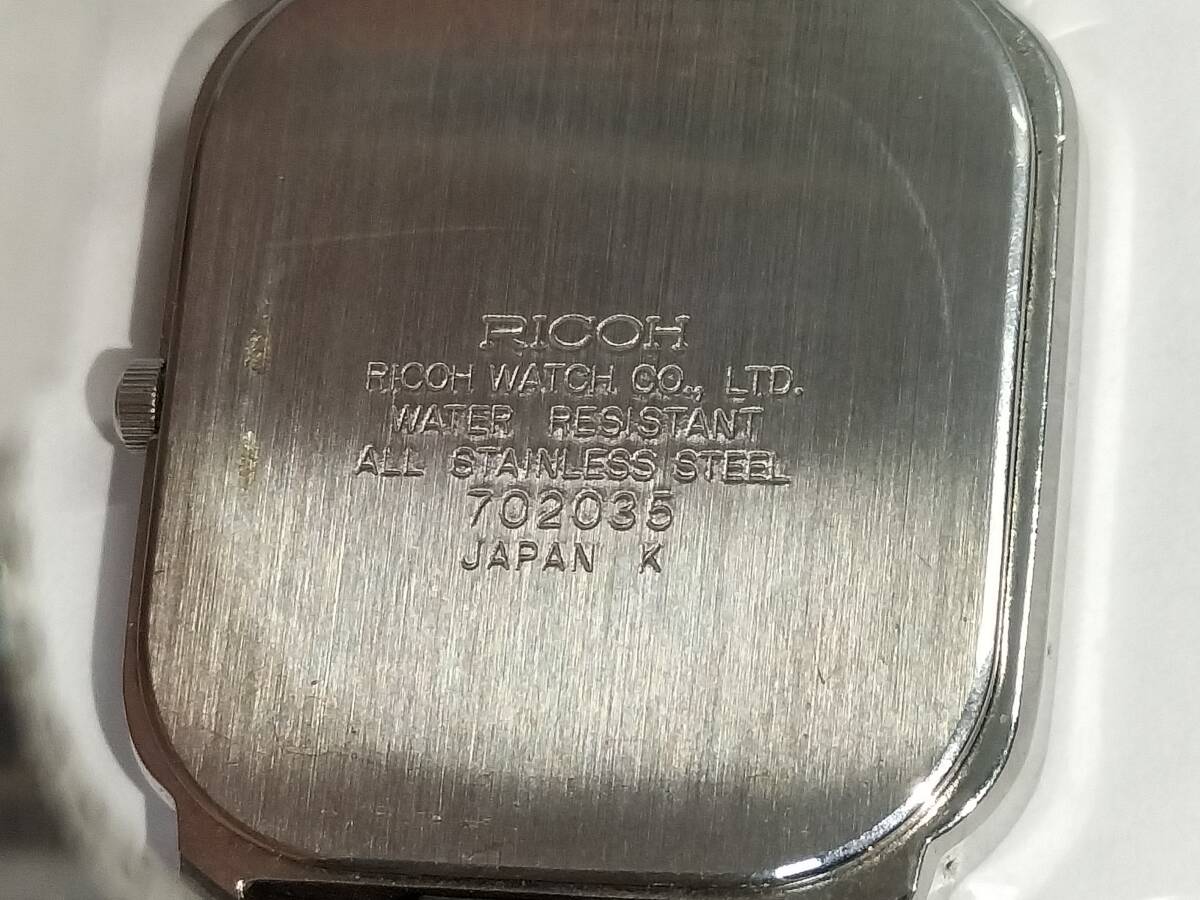 RICOH
RICOH WATCH CO., LTD.
WATER RESISTANT
ALL STAINLESS STEEL
702035
JAPAN K